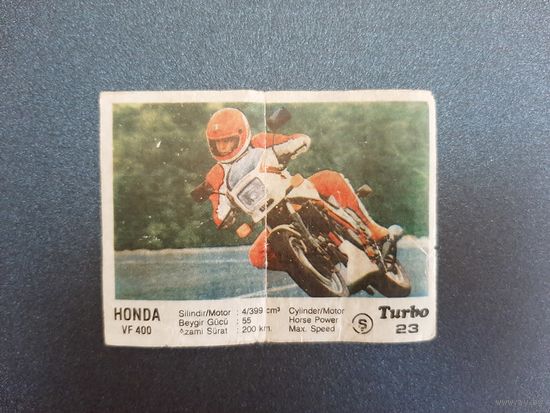 HONDA
VF 400
Silindir/Motor : 4/399 cm³ Cylinder/Motor
Beygir Gücü : 55 Horse Power
Azami Sürat : 200 km. Max. Speed
S
Turbo
23